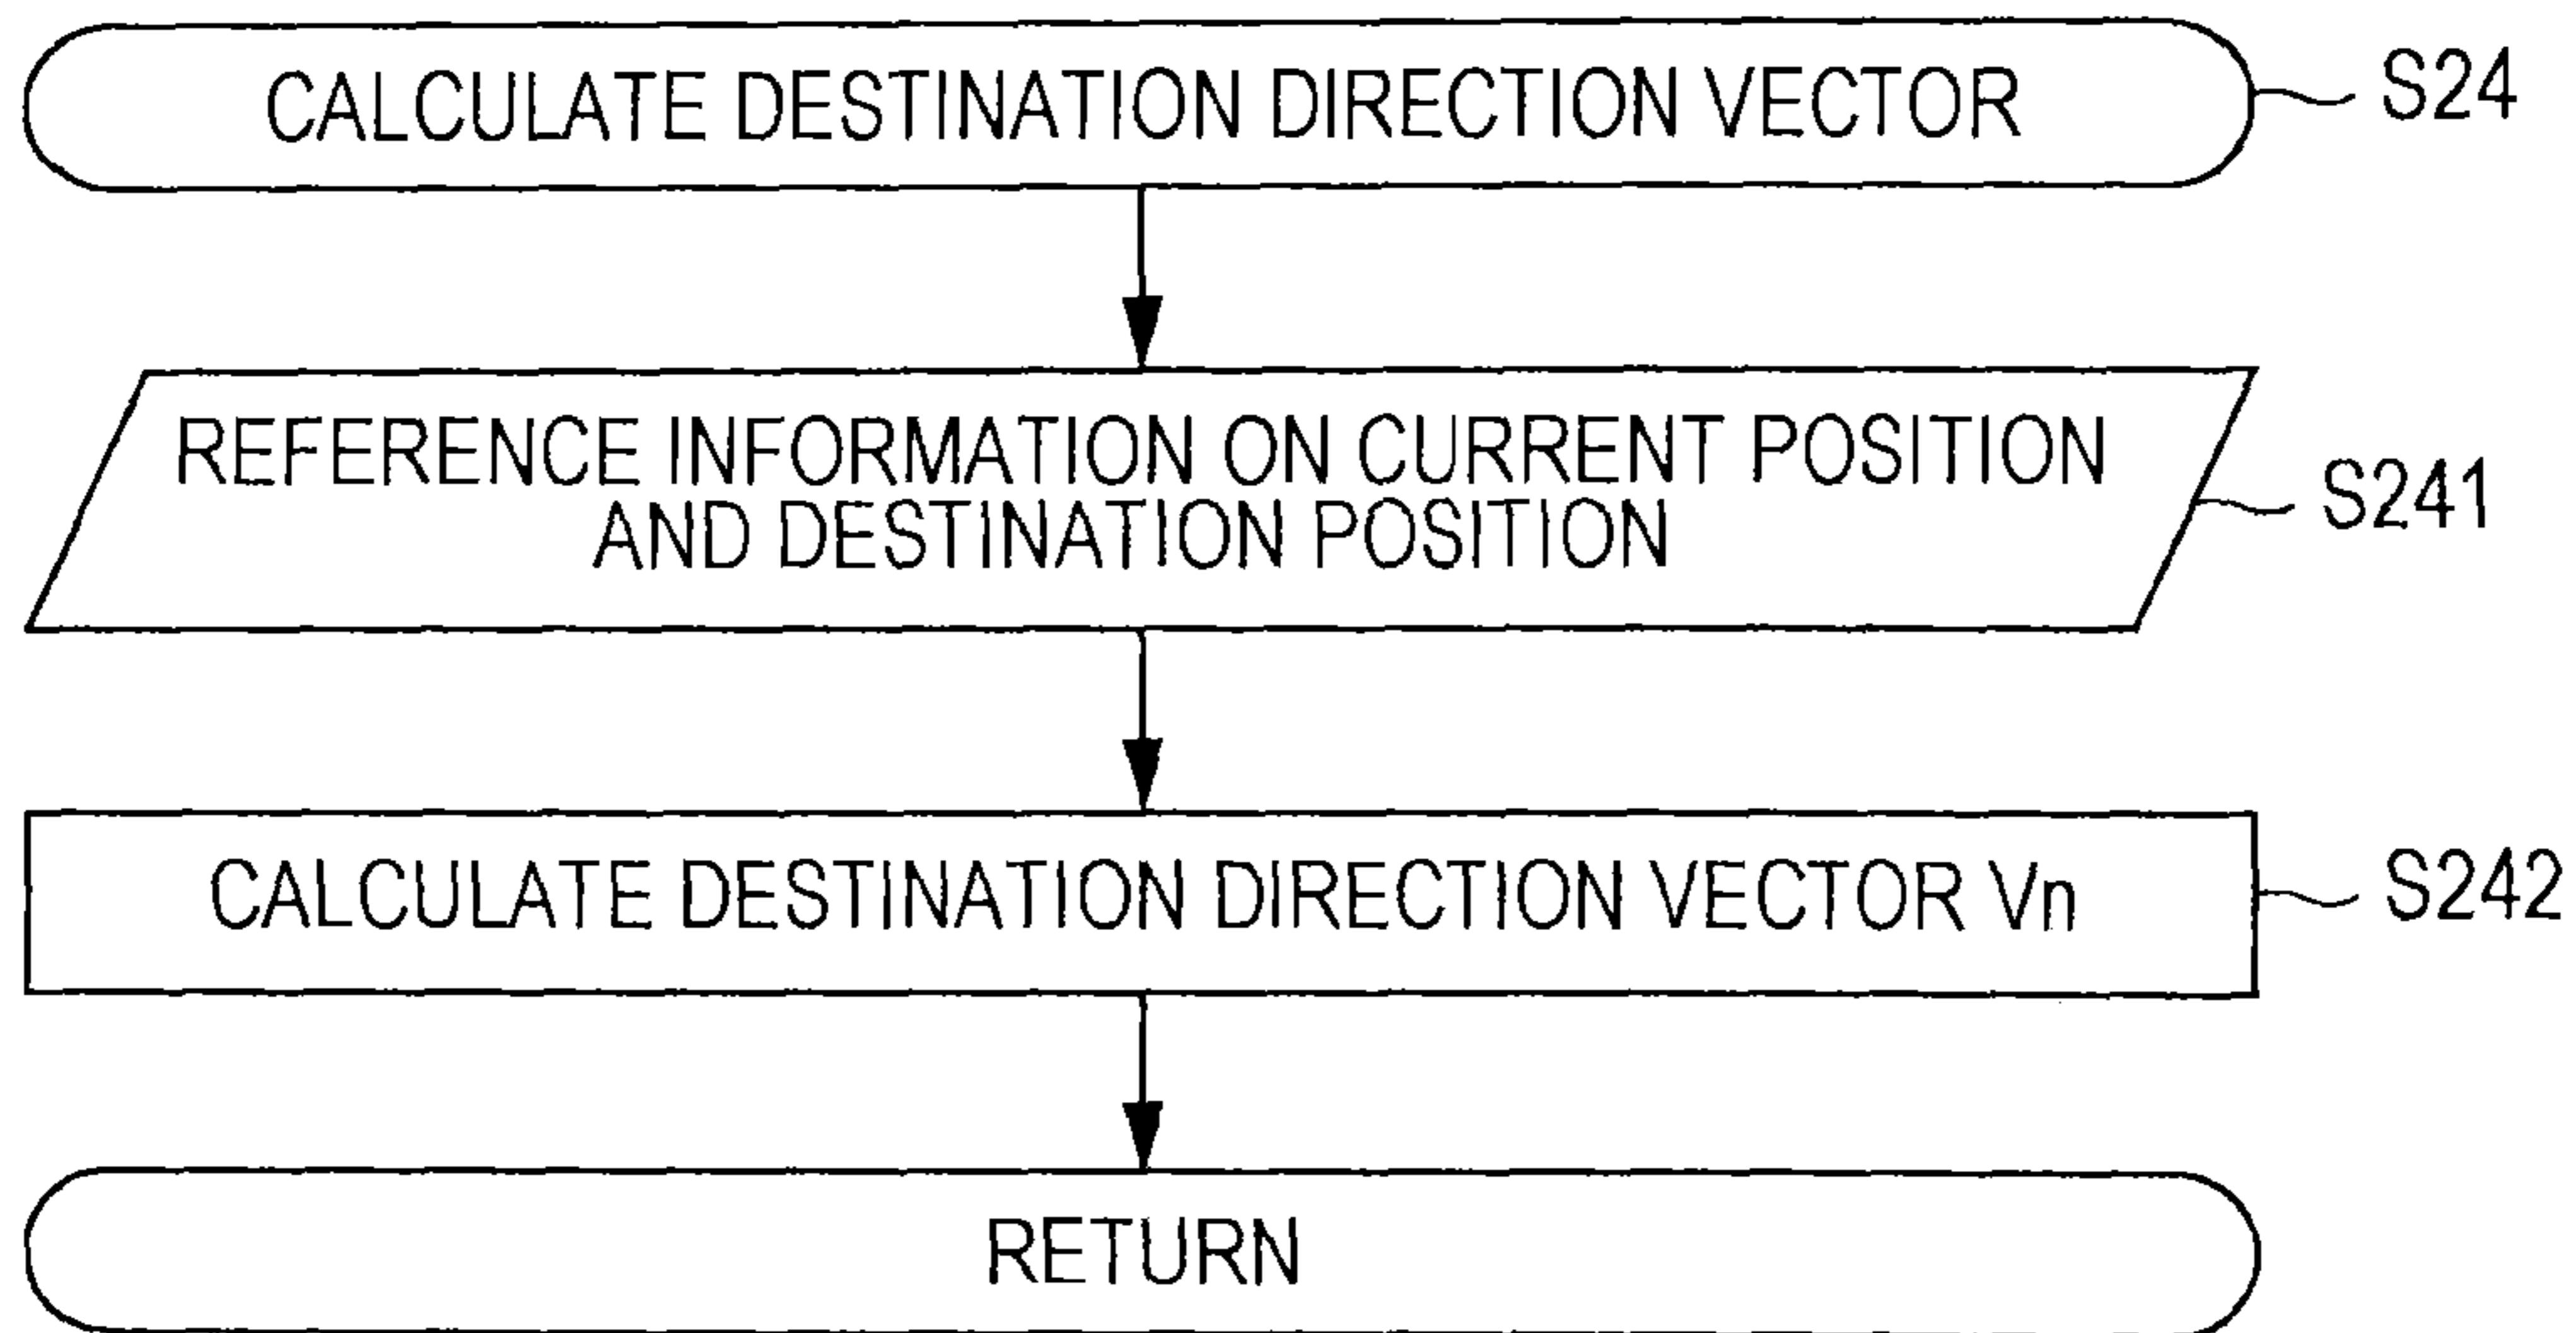 CALCULATE DESTINATION DIRECTION VECTOR
S24
REFERENCE INFORMATION ON CURRENT POSITION
AND DESTINATION POSITION
S241
CALCULATE DESTINATION DIRECTION VECTOR Vn
S242
RETURN